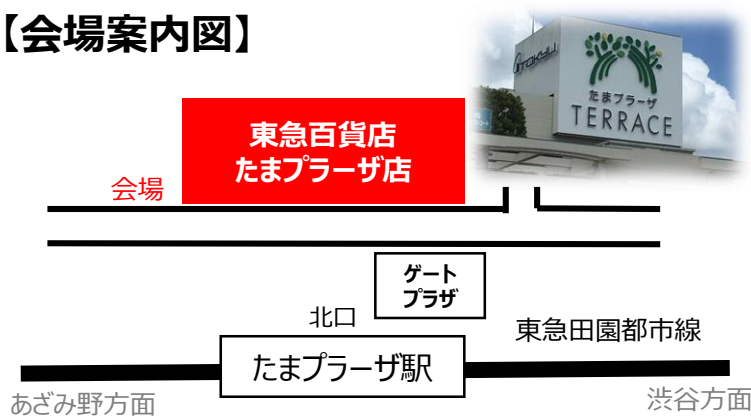 【会場案内図】
TOKYU
たまプラーザ
TERRACE
東急百貨店
たまプラーザ店
会場
ゲート
プラザ
北口
東急田園都市線
たまプラーザ駅
あざみ野方面
渋谷方面